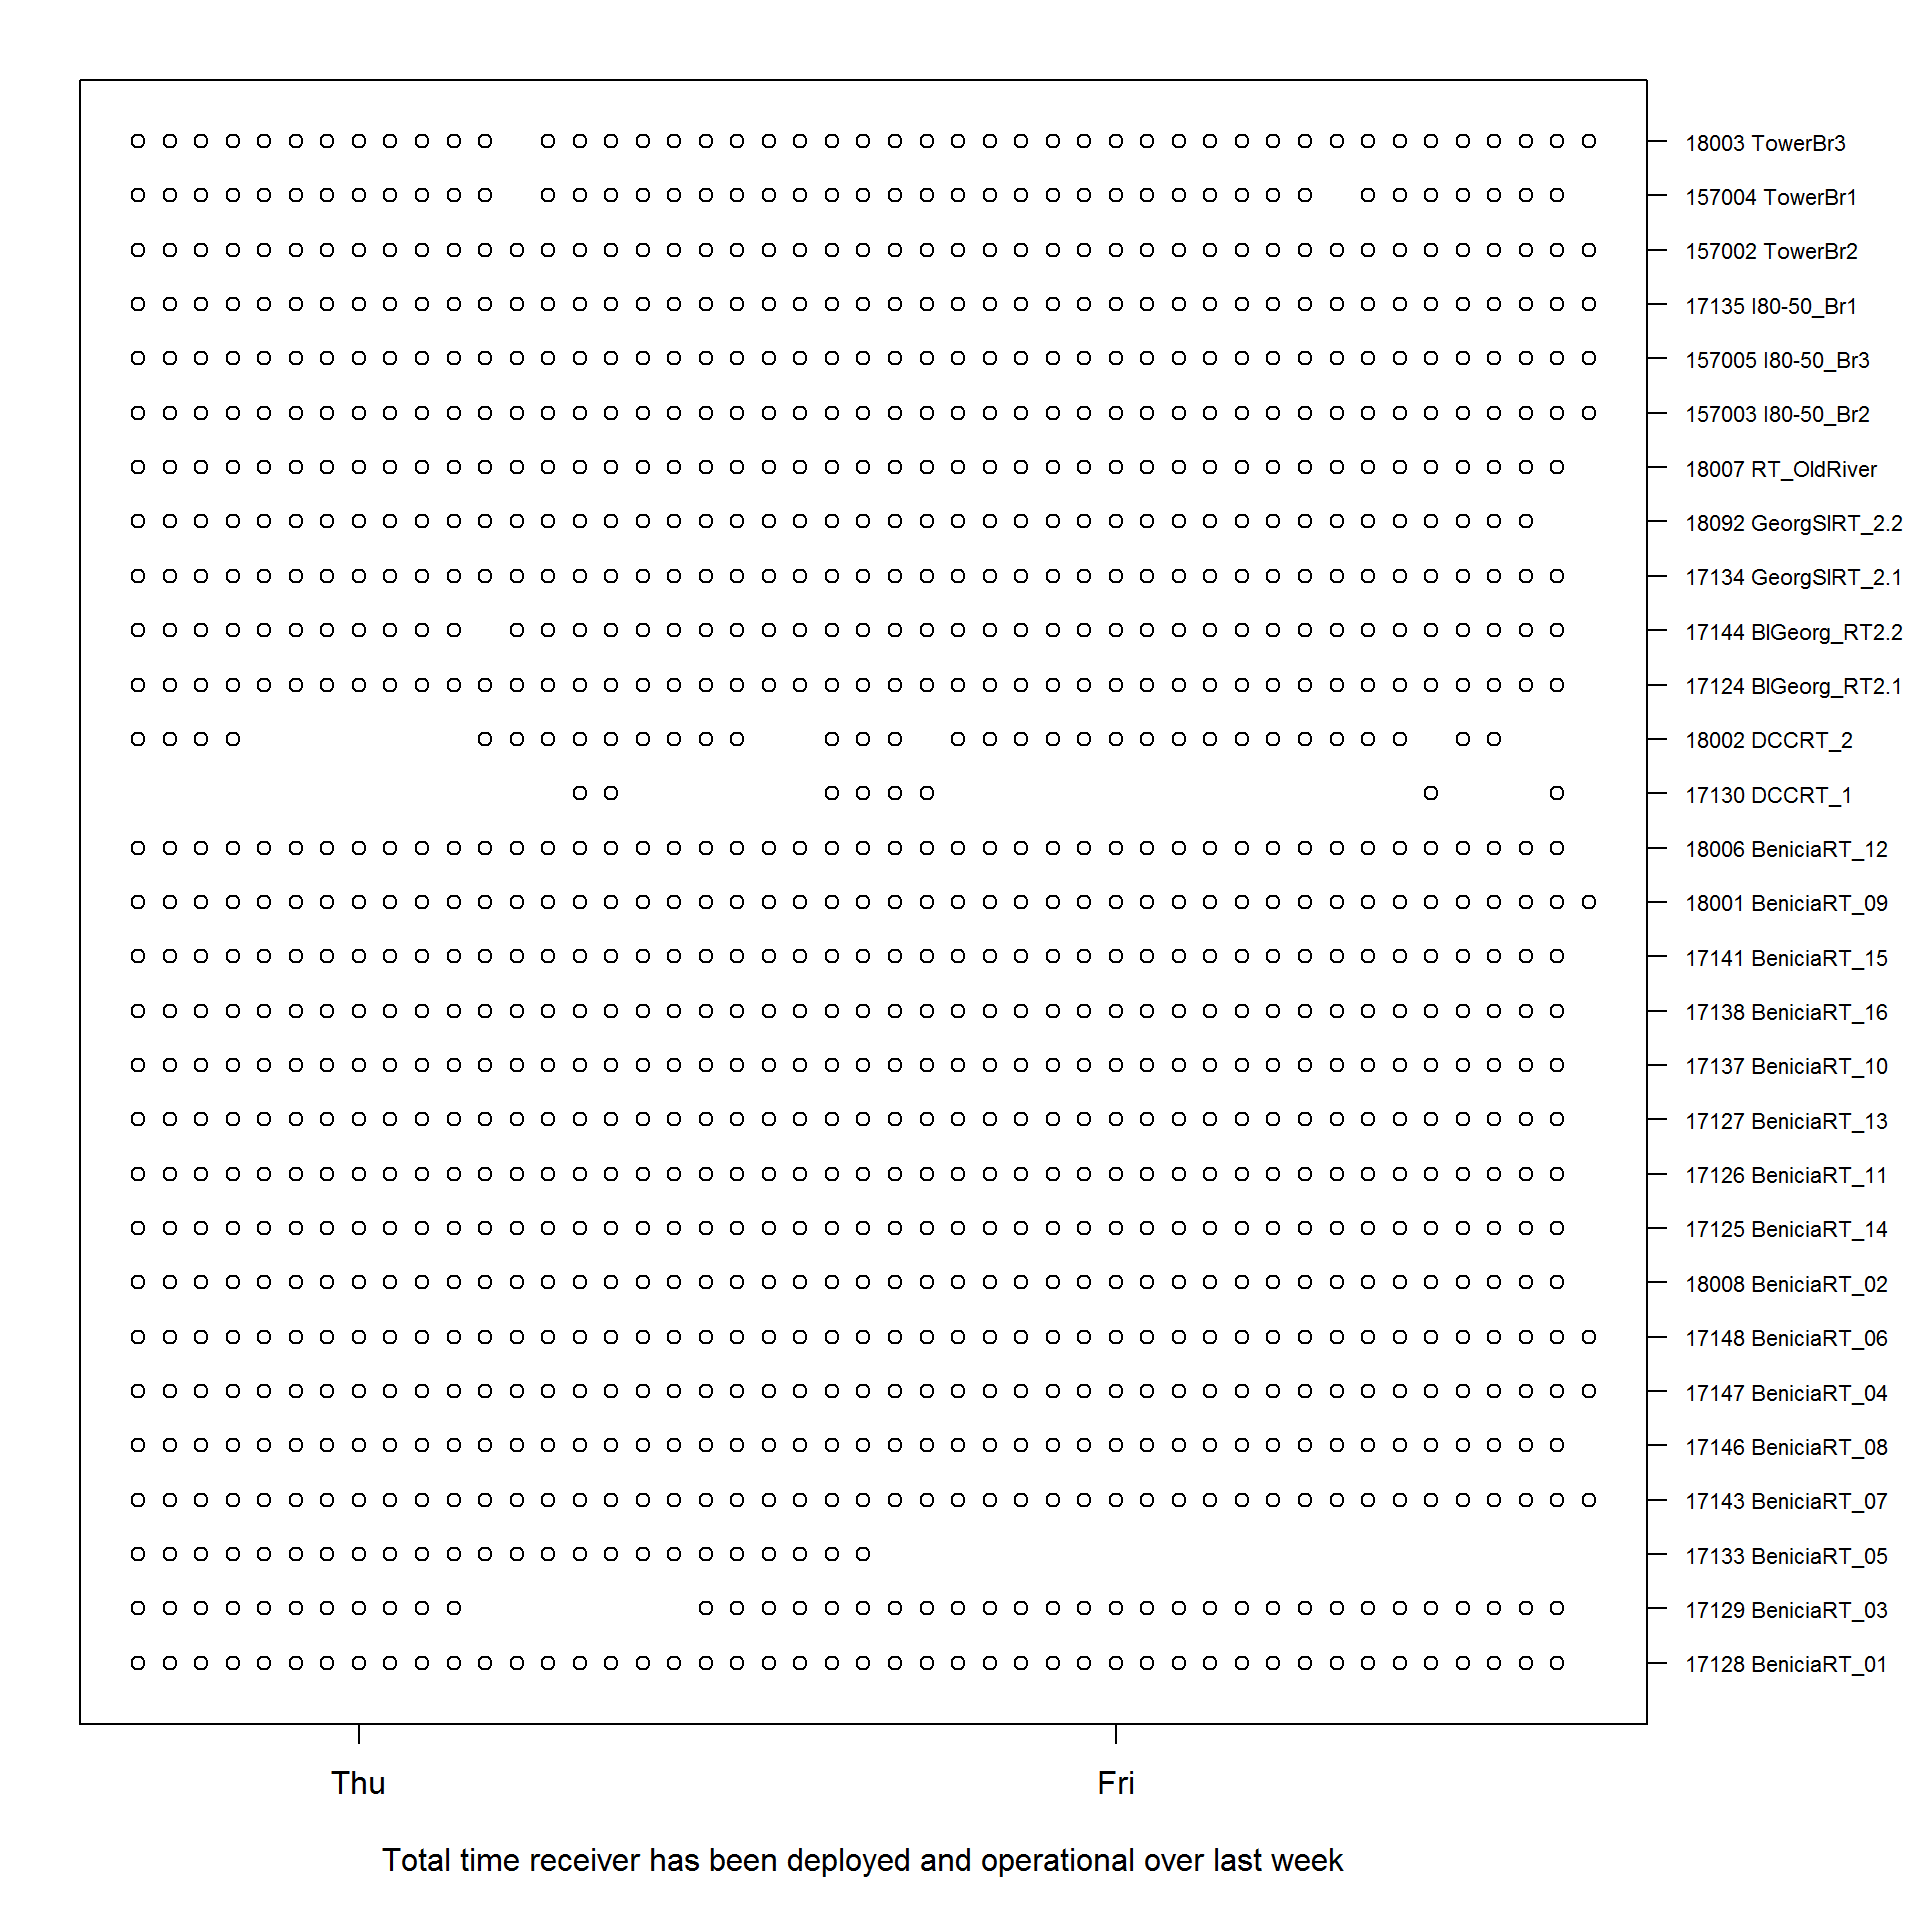 18003 TowerBr3
157004 TowerBr1
157002 TowerBr2
17135 I80-50_Br1
157005 I80-50_Br3
157003 I80-50_Br2
18007 RT_OldRiver
18092 GeorgSlRT_2.2
17134 GeorgSlRT_2.1
17144 BlGeorg_RT2.2
17124 BlGeorg_RT2.1
18002 DCCRT_2
17130 DCCRT_1
18006 BeniciaRT_12
18001 BeniciaRT_09
17141 BeniciaRT_15
17138 BeniciaRT_16
17137 BeniciaRT_10
17127 BeniciaRT_13
17126 BeniciaRT_11
17125 BeniciaRT_14
18008 BeniciaRT_02
17148 BeniciaRT_06
17147 BeniciaRT_04
17146 BeniciaRT_08
17143 BeniciaRT_07
17133 BeniciaRT_05
17129 BeniciaRT_03
17128 BeniciaRT_01
Thu Fri
Total time receiver has been deployed and operational over last week